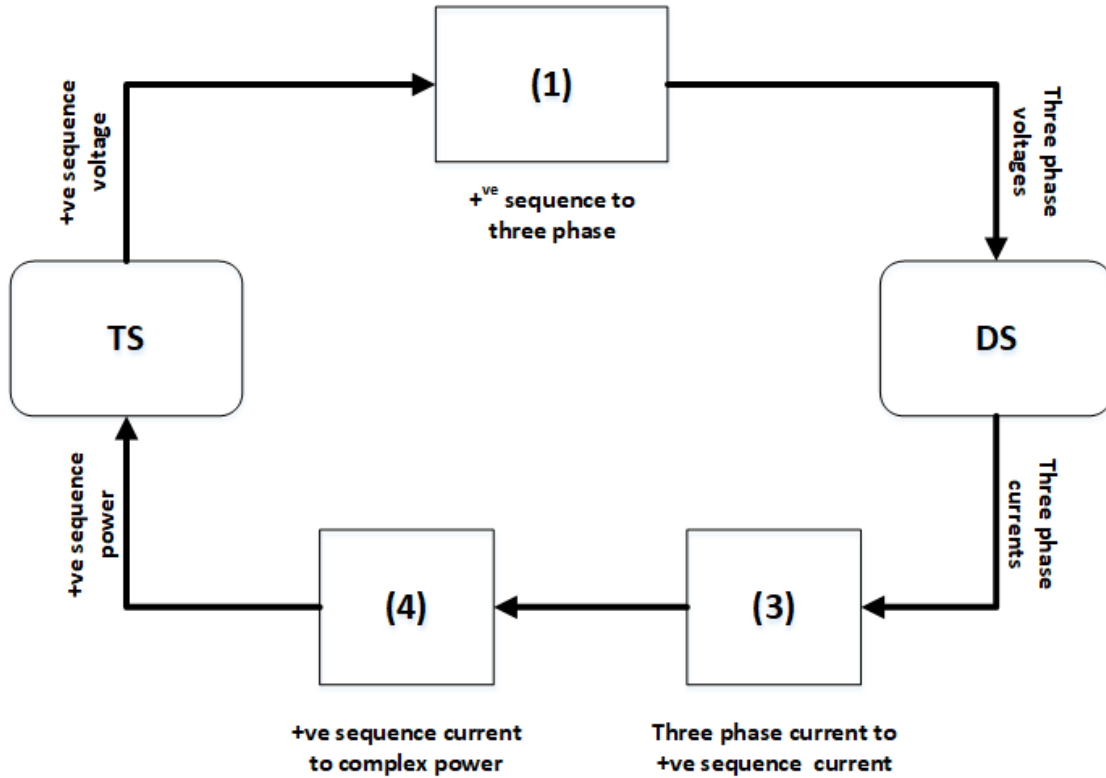 (1)
+ve sequence
voltage
Three phase
voltages
+ve sequence to
three phase
TS
DS
+ve sequence
power
Three phase
currents
(4)
(3)
+ve sequence current
to complex power
Three phase current to
+ve sequence current